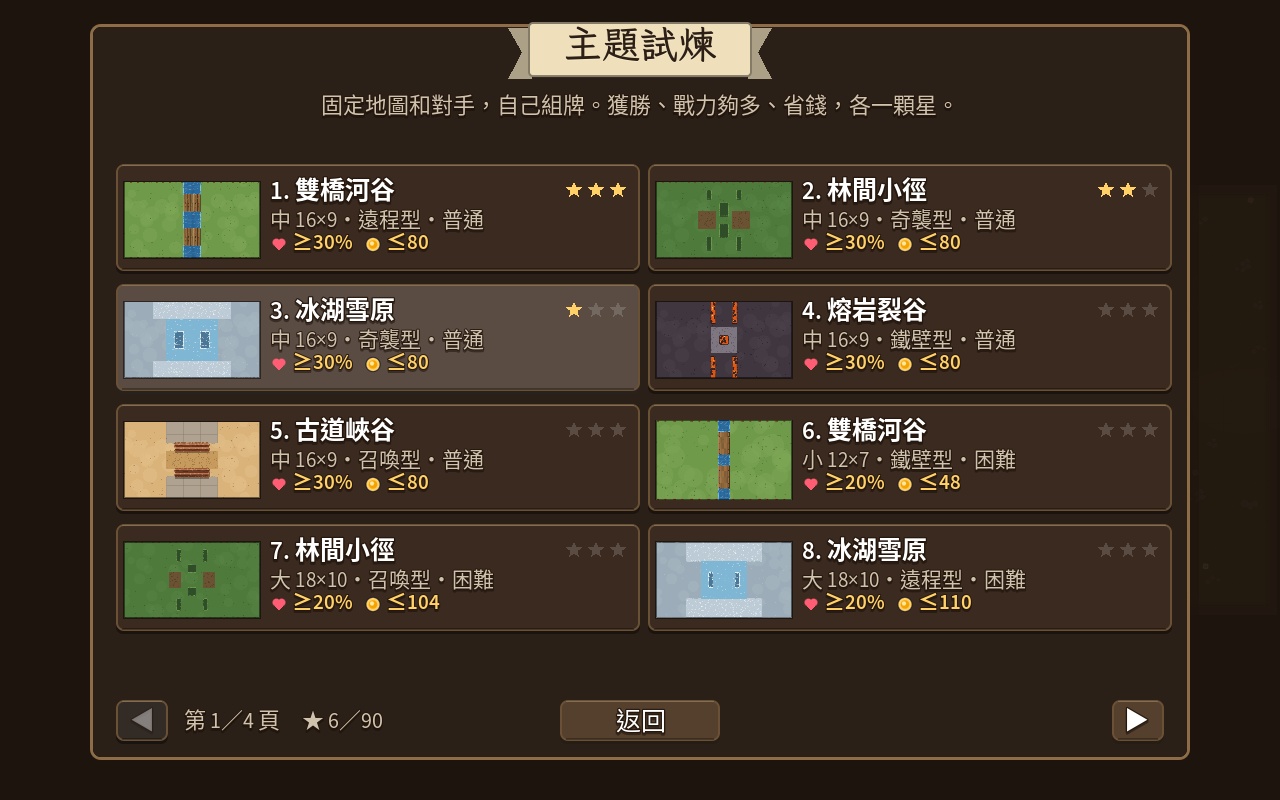 主題試煉
固定地圖和對手，自己組牌。獲勝、戰力夠多、省錢，各一顆星。
1. 雙橋河谷
中 16×9・遠程型・普通
≥30% ≤80
2. 林間小徑
中 16×9・奇襲型・普通
≥30% ≤80
3. 冰湖雪原
中 16×9・奇襲型・普通
≥30% ≤80
4. 熔岩裂谷
中 16×9・鐵壁型・普通
≥30% ≤80
5. 古道峽谷
中 16×9・召喚型・普通
≥30% ≤80
6. 雙橋河谷
小 12×7・鐵壁型・困難
≥20% ≤48
7. 林間小徑
大 18×10・召喚型・困難
≥20% ≤104
8. 冰湖雪原
大 18×10・遠程型・困難
≥20% ≤110
第 1／4 頁 ★ 6／90
返回